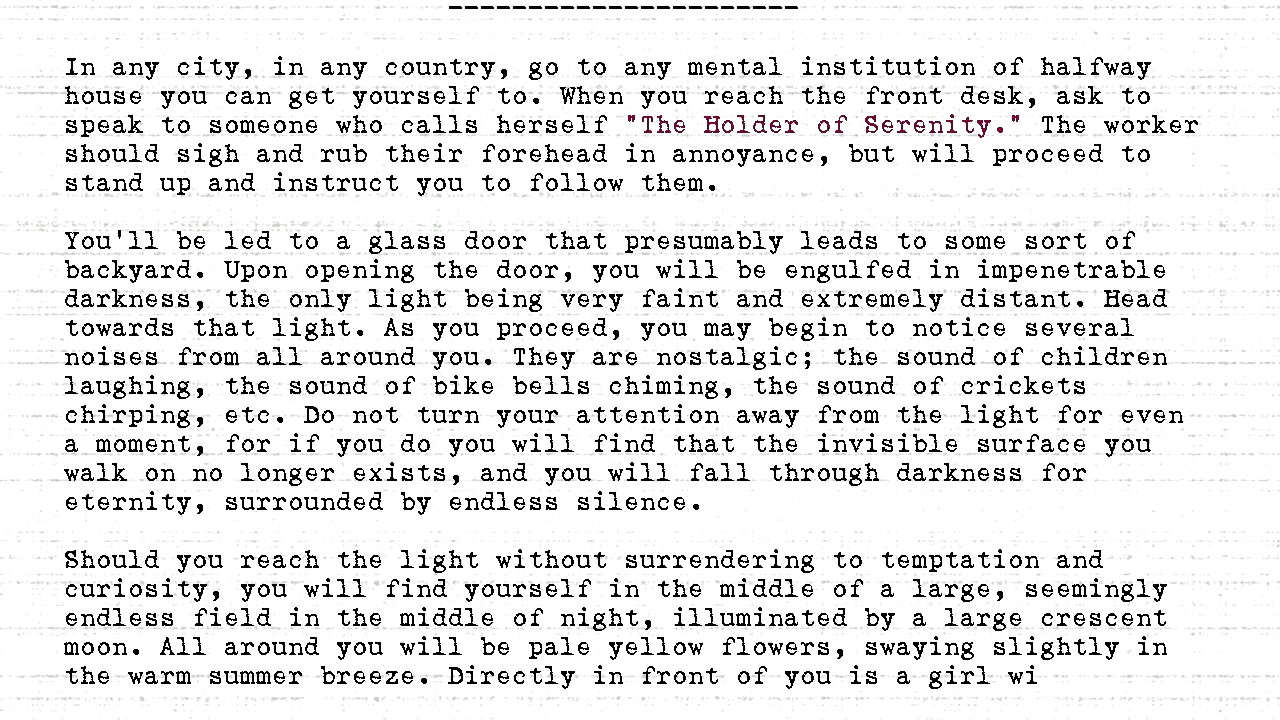 ----------------------
In any city, in any country, go to any mental institution of halfway
house you can get yourself to. When you reach the front desk, ask to
speak to someone who calls herself "The Holder of Serenity." The worker
should sigh and rub their forehead in annoyance, but will proceed to
stand up and instruct you to follow them.

You'll be led to a glass door that presumably leads to some sort of
backyard. Upon opening the door, you will be engulfed in impenetrable
darkness, the only light being very faint and extremely distant. Head
towards that light. As you proceed, you may begin to notice several
noises from all around you. They are nostalgic; the sound of children
laughing, the sound of bike bells chiming, the sound of crickets
chirping, etc. Do not turn your attention away from the light for even
a moment, for if you do you will find that the invisible surface you
walk on no longer exists, and you will fall through darkness for
eternity, surrounded by endless silence.

Should you reach the light without surrendering to temptation and
curiosity, you will find yourself in the middle of a large, seemingly
endless field in the middle of night, illuminated by a large crescent
moon. All around you will be pale yellow flowers, swaying slightly in
the warm summer breeze. Directly in front of you is a girl wi